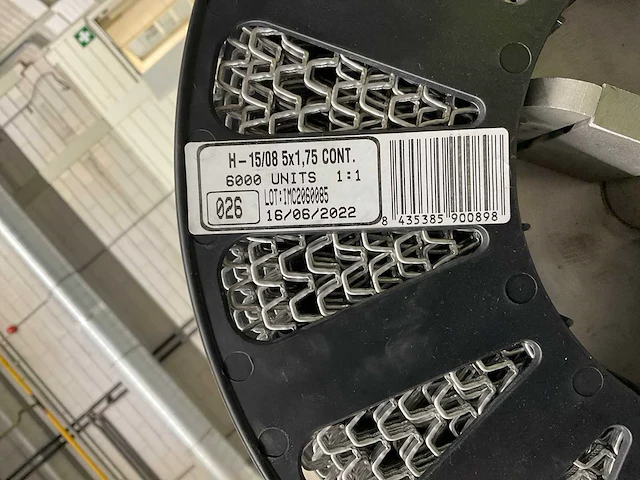 H-15/08 5x1,75 CONT.
6000 UNITS 1:1
LOT:IMC2060085
026 16/06/2022
8 435385 900898